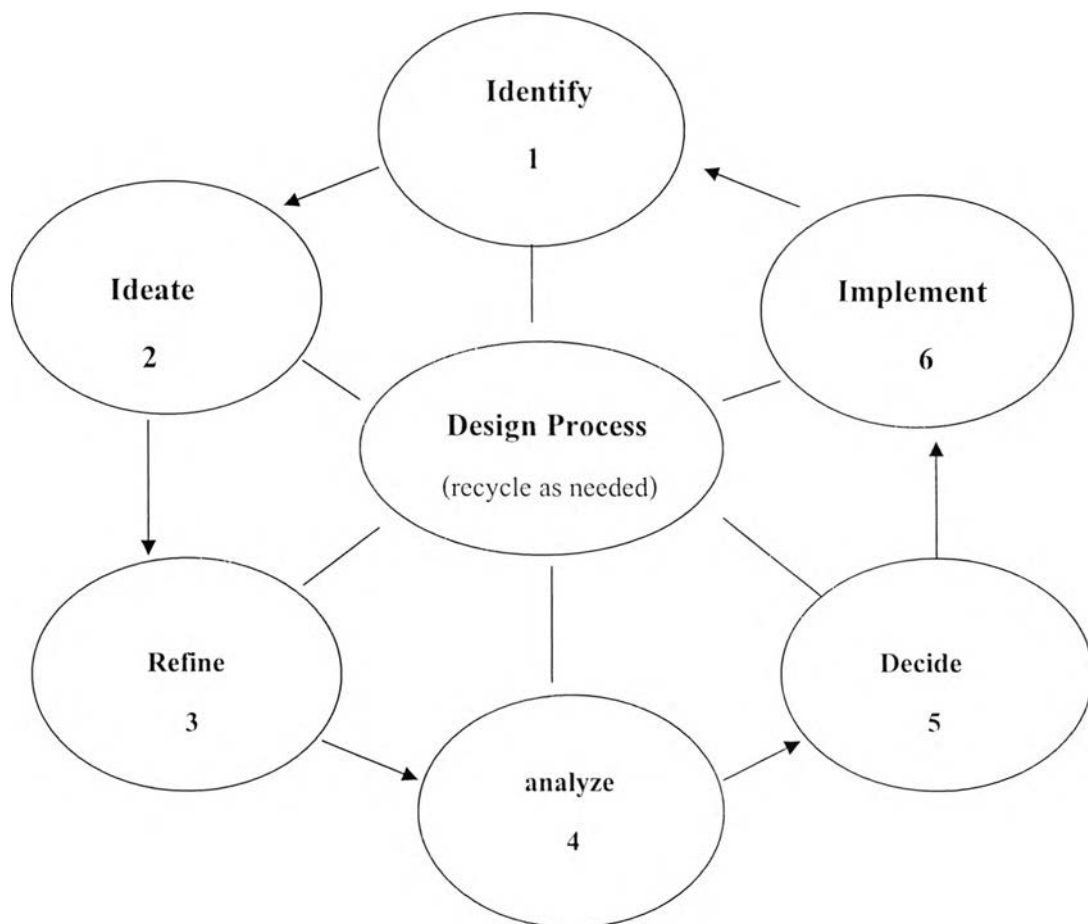 Identify
1
Ideate
2
Refine
3
analyze
4
Decide
5
Implement
6
Design Process
(recycle as needed)